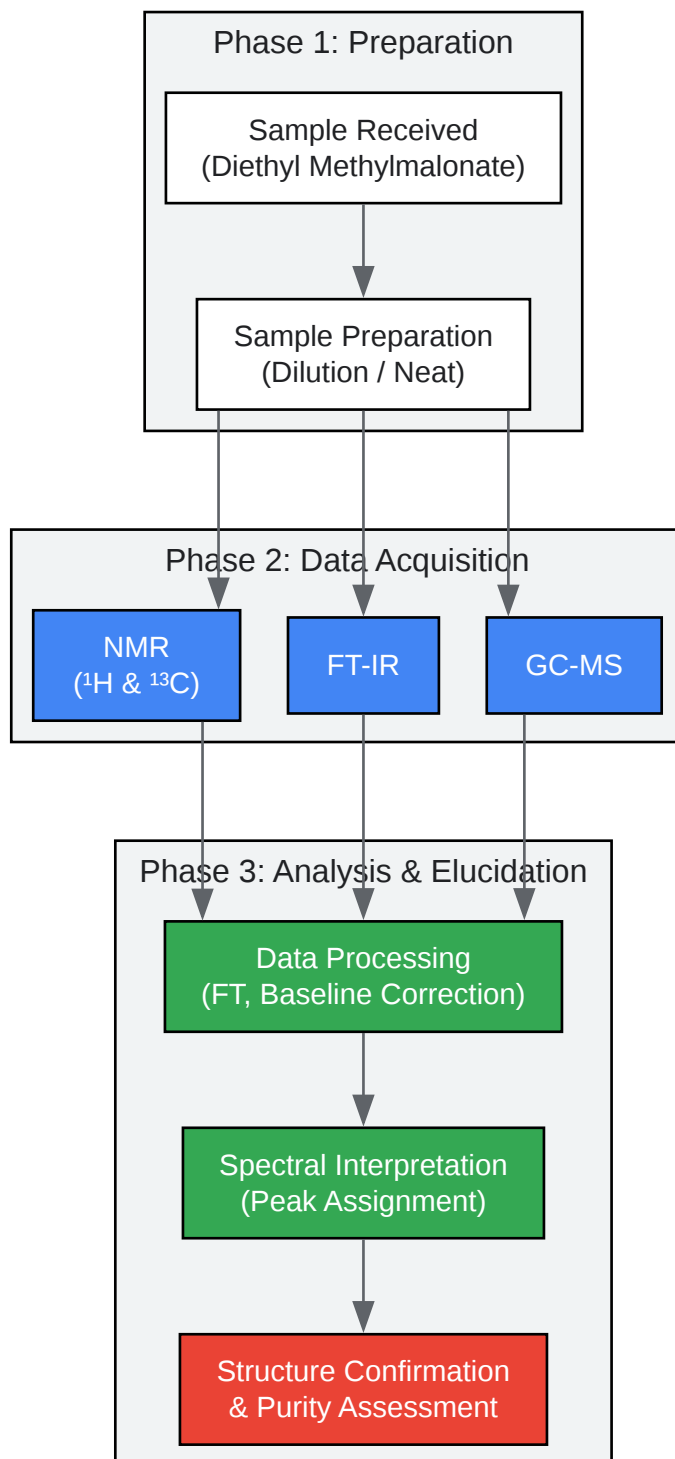 Phase 1: Preparation
Sample Received
(Diethyl Methylmalonate)
Sample Preparation
(Dilution / Neat)
Phase 2: Data Acquisition
NMR
(¹H & ¹³C)
FT-IR
GC-MS
Phase 3: Analysis & Elucidation
Data Processing
(FT, Baseline Correction)
Spectral Interpretation
(Peak Assignment)
Structure Confirmation
& Purity Assessment